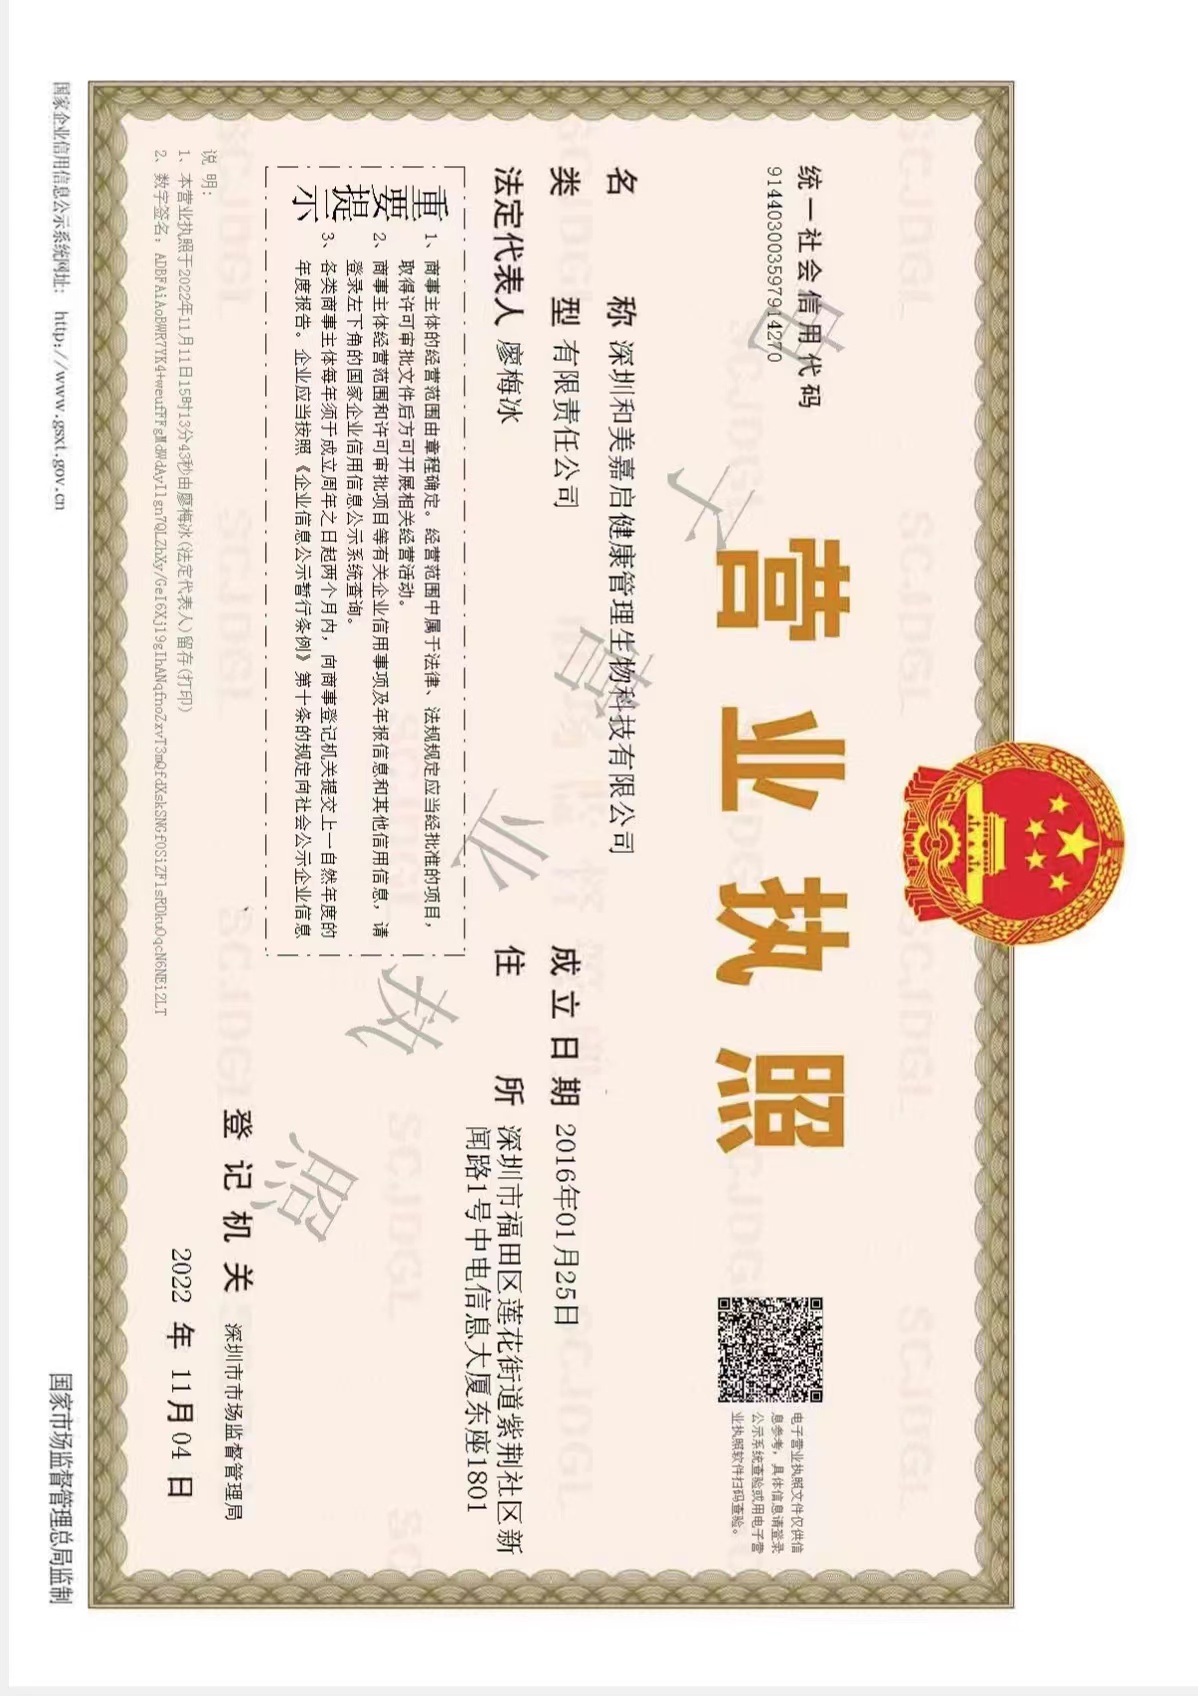 营业执照
统一社会信用代码
914403003597914270
电子营业执照文件仅供信
息参考，具体信息请登录
公示系统查验或用电子营
业执照软件扫码查验。
名称 深圳和美嘉启健康管理生物科技有限公司
类型 有限责任公司
法定代表人 廖梅冰
成立日期 2016年01月25日
住所 深圳市福田区莲花街道紫荆社区新
闻路1号中电信息大厦东座1801
重要提示
1、商事主体的经营范围由章程确定。经营范围中属于法律、法规规定应当经批准的项目，
取得许可审批文件后方可开展相关经营活动。
2、商事主体经营范围和许可审批项目等有关企业信用事项及年报信息和其他信用信息，请
登录左下角的国家企业信用信息公示系统查询。
3、各类商事主体每年须于成立周年之日起两个月内，向商事登记机关提交上一自然年度的
年度报告。企业应当按照《企业信息公示暂行条例》第十条的规定向社会公示企业信息
登记机关 深圳市市场监督管理局
2022 年 11月 04 日
说明：
1、本营业执照于2022年11月11日15时13分43秒由廖梅冰(法定代表人)留存(打印)
2、数字签名：
国家企业信用信息公示系统网址： http://www.gsxt.gov.cn
国家市场监督管理总局监制
电子营业执照
SCJDGL